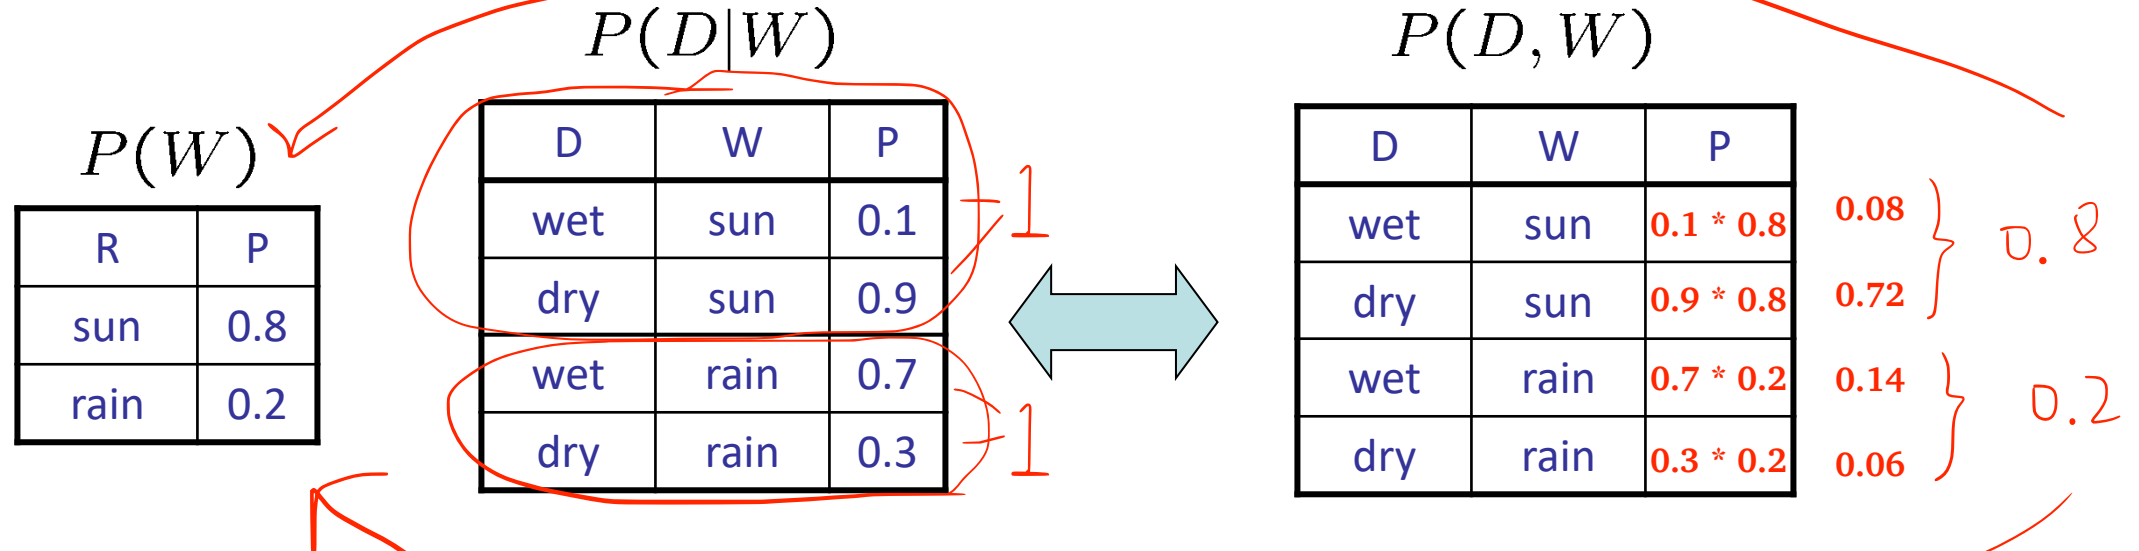 P(W)
R P
sun 0.8
rain 0.2
P(D|W)
D W P
wet sun 0.1
dry sun 0.9
wet rain 0.7
dry rain 0.3
1
1
P(D, W)
D W P
wet sun 0.1 * 0.8 0.08
dry sun 0.9 * 0.8 0.72
wet rain 0.7 * 0.2 0.14
dry rain 0.3 * 0.2 0.06
0.8
0.2